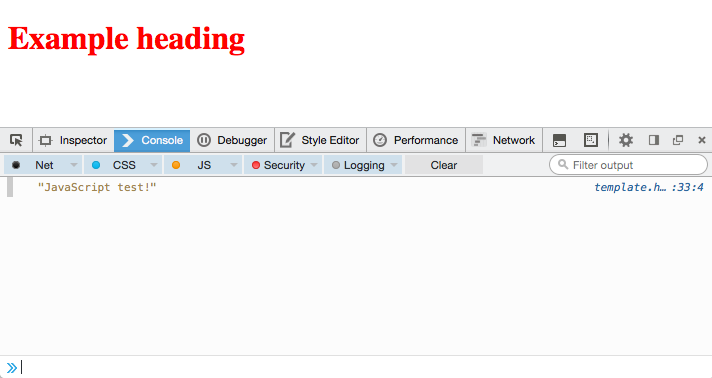 Example heading
Inspector Console Debugger Style Editor Performance Network
Net CSS JS Security Logging Clear Filter output
"JavaScript test!" template.h… :33:4